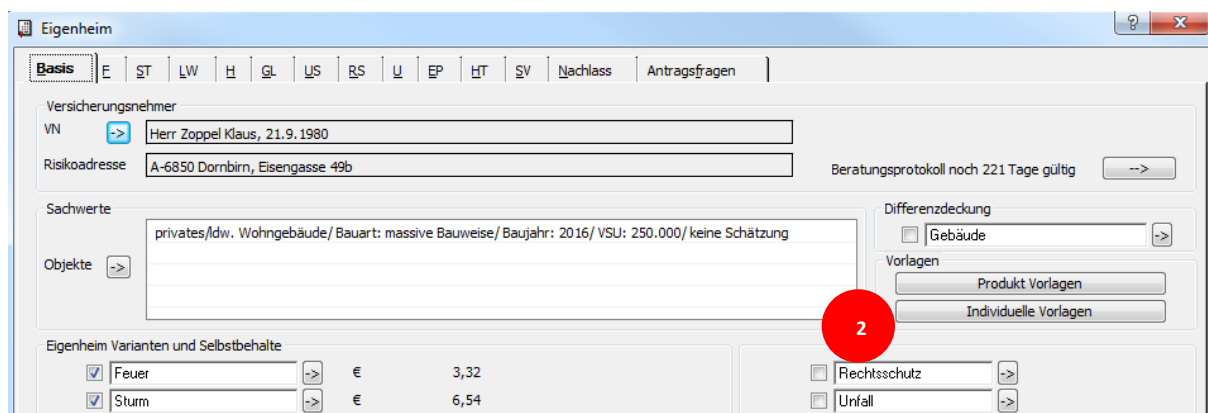 Eigenheim
Basis F ST LW H GL US RS U EP HT SV Nachlass Antragsfragen
Versicherungsnehmer
VN -> Herr Zoppel Klaus, 21.9.1980
Risikoadresse A-6850 Dornbirn, Eisengasse 49b Beratungsprotokoll noch 221 Tage gültig -->
Sachwerte Differenzdeckung
privates/ldw. Wohngebäude/ Bauart: massive Bauweise/ Baujahr: 2016/ VSU: 250.000/ keine Schätzung Gebäude ->
Objekte -> Vorlagen
Produkt Vorlagen
Individuelle Vorlagen
2
Eigenheim Varianten und Selbstbehalte
Feuer -> € 3,32 Rechtsschutz ->
Sturm -> € 6,54 Unfall ->